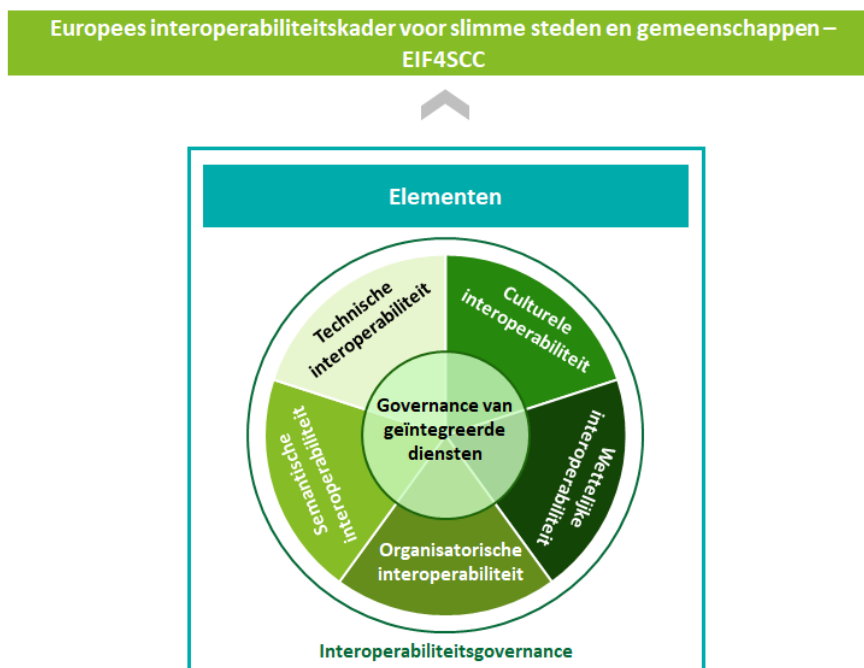 Europees interoperabiliteitskader voor slimme steden en gemeenschappen –
EIF4SCC
Elementen
Technische
interoperabiliteit
Culturele
interoperabiliteit
Governance van
geïntegreerde
diensten
Semantische
interoperabiliteit
Wettelijke
interoperabiliteit
Organisatorische
interoperabiliteit
Interoperabiliteitsgovernance